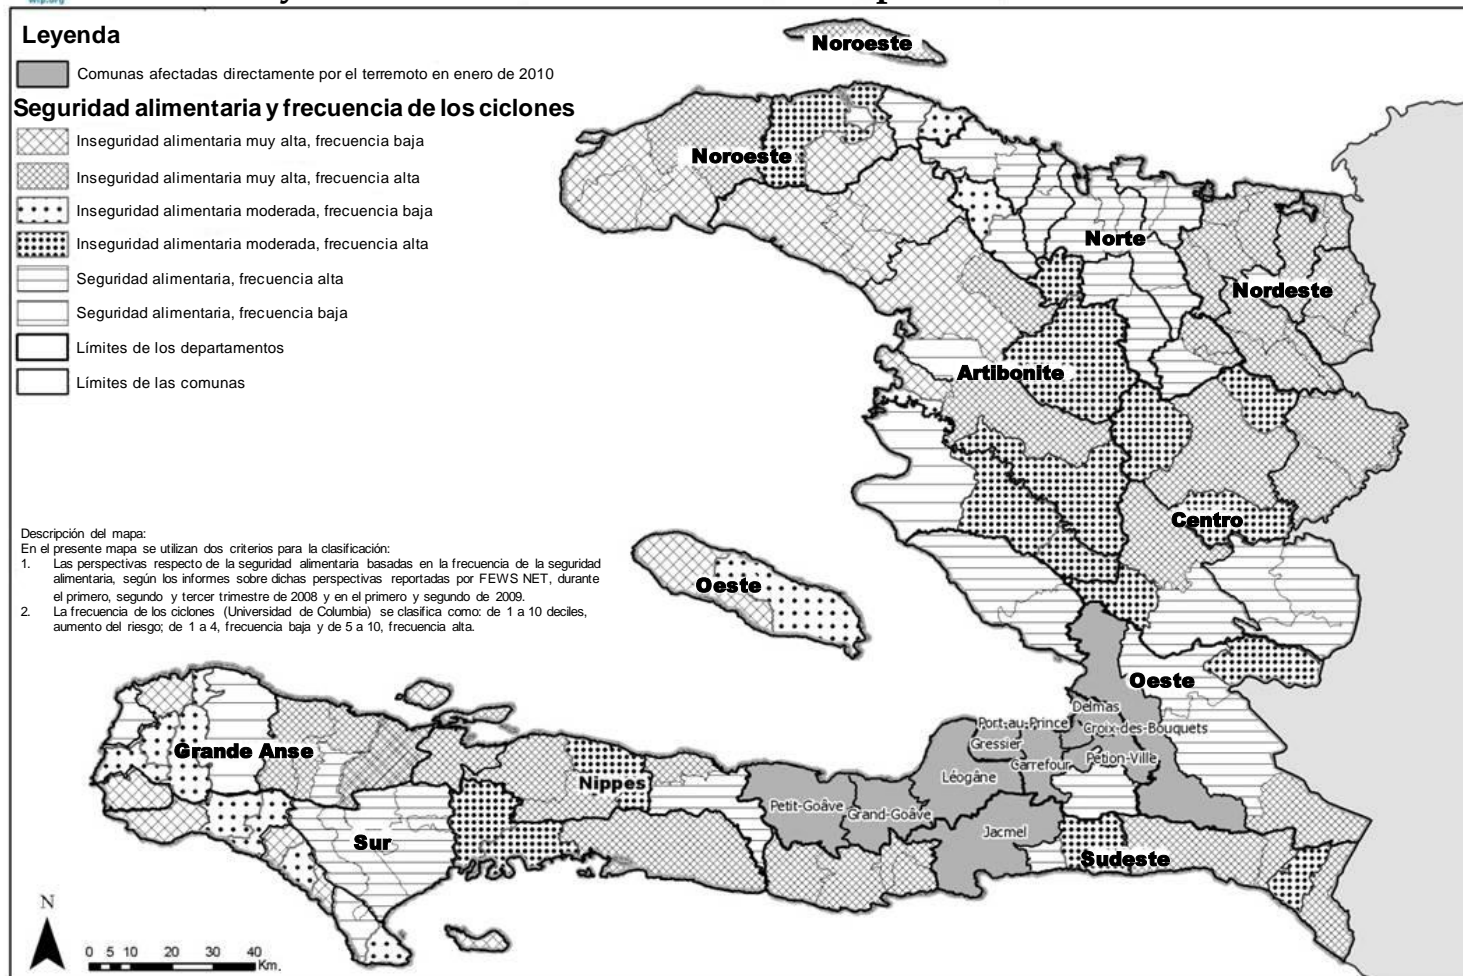 wfp.org
Leyenda
Comunas afectadas directamente por el terremoto en enero de 2010
Seguridad alimentaria y frecuencia de los ciclones
Inseguridad alimentaria muy alta, frecuencia baja
Inseguridad alimentaria muy alta, frecuencia alta
Inseguridad alimentaria moderada, frecuencia baja
Inseguridad alimentaria moderada, frecuencia alta
Seguridad alimentaria, frecuencia alta
Seguridad alimentaria, frecuencia baja
Límites de los departamentos
Límites de las comunas
Descripción del mapa:
En el presente mapa se utilizan dos criterios para la clasificación:
1. Las perspectivas respecto de la seguridad alimentaria basadas en la frecuencia de la seguridad
alimentaria, según los informes sobre dichas perspectivas reportadas por FEWS NET, durante
el primero, segundo y tercer trimestre de 2008 y en el primero y segundo de 2009.
2. La frecuencia de los ciclones (Universidad de Columbia) se clasifica como: de 1 a 10 deciles,
aumento del riesgo; de 1 a 4, frecuencia baja y de 5 a 10, frecuencia alta.
Noroeste
Noroeste
Norte
Nordeste
Artibonite
Centro
Oeste
Oeste
Delmas
Port-au-Prince
Croix-des-Bouquets
Gressier
Pétion-Ville
Carrefour
Léogâne
Grande Anse
Nippes
Petit-Goâve
Grand-Goâve
Jacmel
Sur
Sudeste
N
0 5 10 20 30 40
Km.